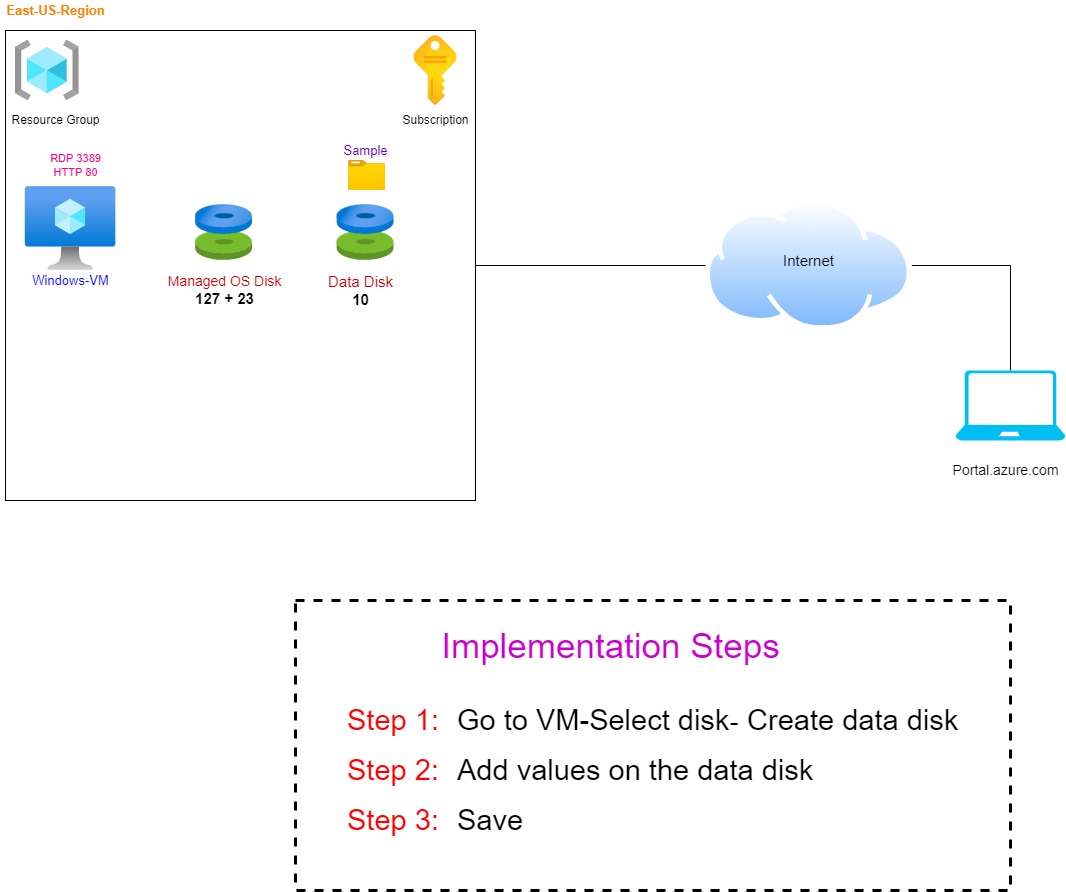 East-US-Region
Resource Group
Subscription
RDP 3389
HTTP 80
Sample
Windows-VM
Managed OS Disk
127 + 23
Data Disk
10
Internet
Portal.azure.com
Implementation Steps
Step 1: Go to VM-Select disk- Create data disk
Step 2: Add values on the data disk
Step 3: Save